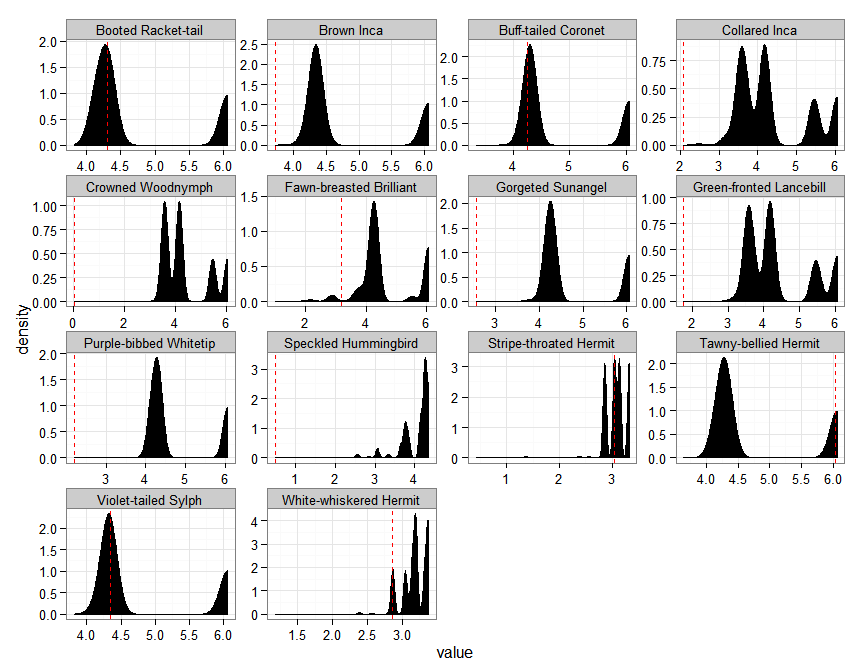 Booted Racket-tail Brown Inca Buff-tailed Coronet Collared Inca
2.0 1.5 1.0 0.5 0.0
2.5 2.0 1.5 1.0 0.5 0.0
2.0 1.5 1.0 0.5 0.0
0.75 0.50 0.25 0.00
4.0 4.5 5.0 5.5 6.0
4.0 4.5 5.0 5.5 6.0
4 5 6
2 3 4 5 6
Crowned Woodnymph Fawn-breasted Brilliant Gorgeted Sunangel Green-fronted Lancebill
1.00 0.75 0.50 0.25 0.00
1.5 1.0 0.5 0.0
2.0 1.5 1.0 0.5 0.0
1.00 0.75 0.50 0.25 0.00
0 2 4 6
2 4 6
3 4 5 6
2 3 4 5 6
density
Purple-bibbed Whitetip Speckled Hummingbird Stripe-throated Hermit Tawny-bellied Hermit
2.0 1.5 1.0 0.5 0.0
3 2 1 0
3 2 1 0
2.0 1.5 1.0 0.5 0.0
3 4 5 6
1 2 3 4
1 2 3
4.0 4.5 5.0 5.5 6.0
Violet-tailed Sylph White-whiskered Hermit
2.0 1.5 1.0 0.5 0.0
4 3 2 1 0
4.0 4.5 5.0 5.5 6.0
1.5 2.0 2.5 3.0
value